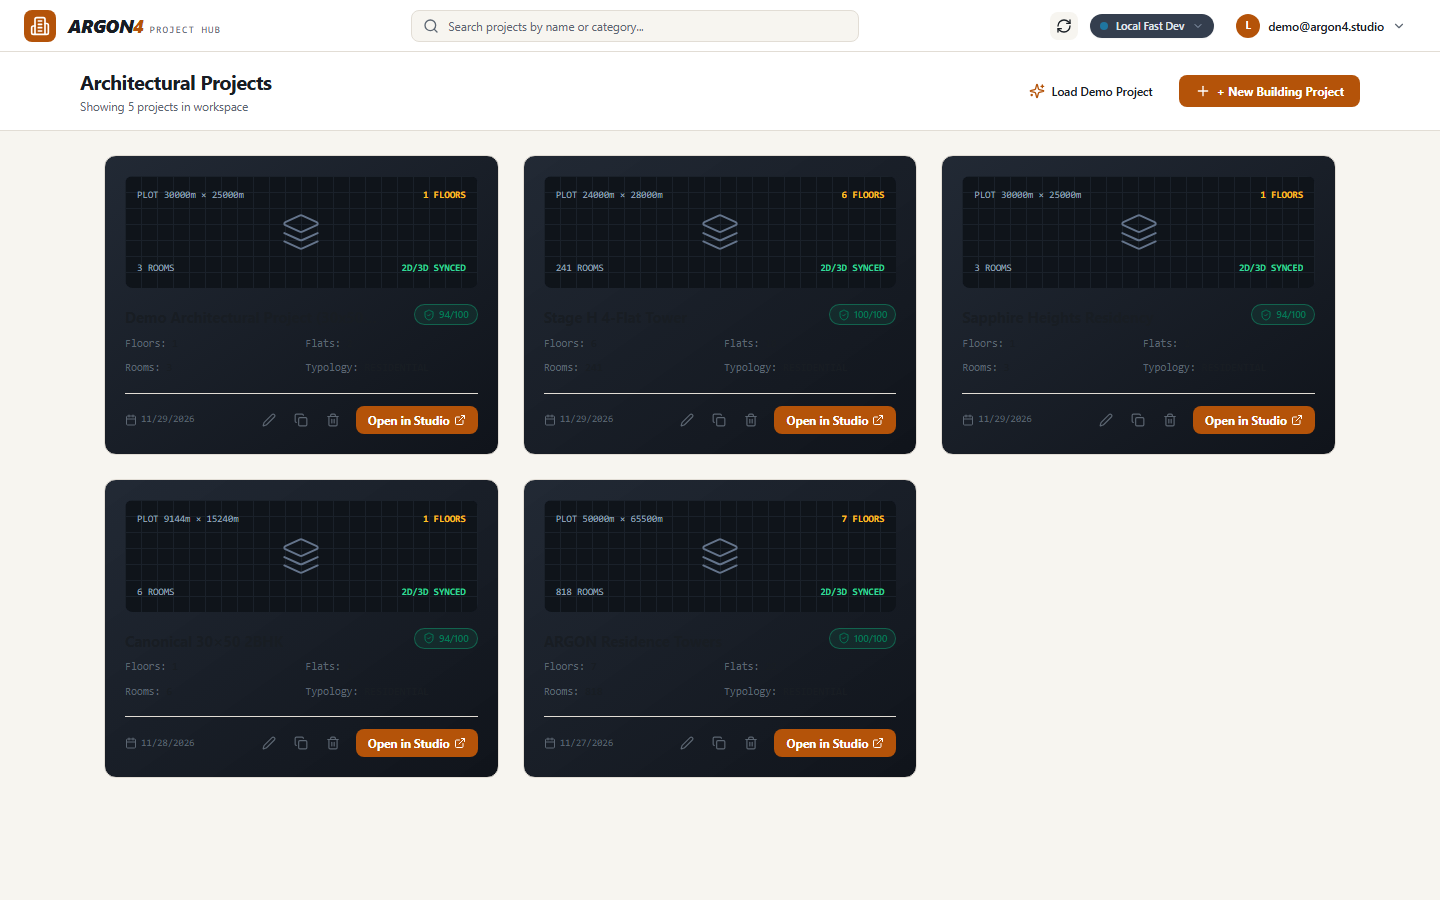 ARGON4 PROJECT HUB
Search projects by name or category...
Local Fast Dev
L
demo@argon4.studio
Architectural Projects
Showing 5 projects in workspace
Load Demo Project
+ New Building Project
PLOT 30000m × 25000m
1 FLOORS
3 ROOMS
2D/3D SYNCED
Demo Architectural
94/100
Floors:
Flats:
Rooms:
Typology:
11/29/2026
Open in Studio
PLOT 24000m × 28000m
6 FLOORS
241 ROOMS
2D/3D SYNCED
100/100
Floors:
Flats:
Rooms:
Typology:
11/29/2026
Open in Studio
PLOT 30000m × 25000m
1 FLOORS
3 ROOMS
2D/3D SYNCED
Sapphire Heights
94/100
Floors:
Flats:
Rooms:
Typology:
11/29/2026
Open in Studio
PLOT 9144m × 15240m
1 FLOORS
6 ROOMS
2D/3D SYNCED
Canonical
94/100
Floors:
Flats:
Rooms:
Typology:
11/28/2026
Open in Studio
PLOT 50000m × 65500m
7 FLOORS
818 ROOMS
2D/3D SYNCED
ARGON Residence
100/100
Floors:
Flats:
Rooms:
Typology:
11/27/2026
Open in Studio